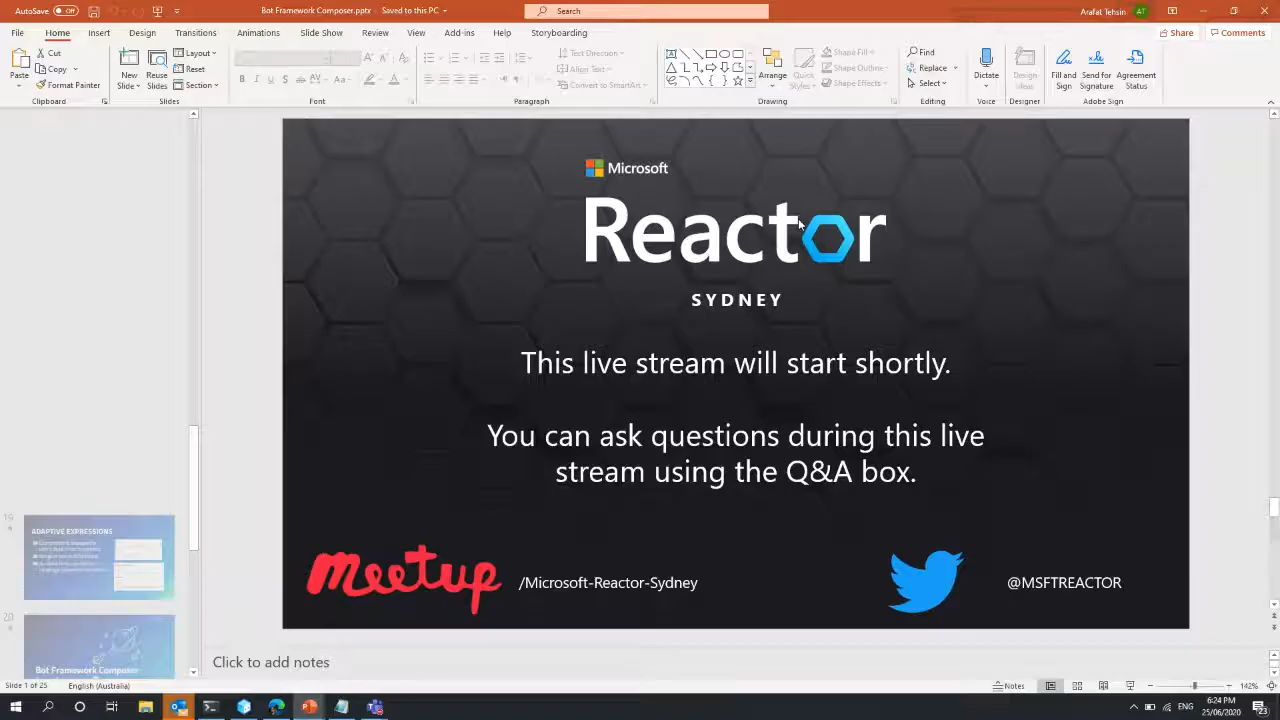 AutoSave Off
Bot Framework Composer.pptx - Saved to this PC
Search
Arafat Tehsin AT
File Home Insert Design Transitions Animations Slide Show Review View Add-ins Help Storyboarding
Share Comments
Paste
Cut
Copy
Format Painter
Clipboard
New Slide
Reuse Slides
Layout
Reset
Section
Slides
Font
Text Direction
Align Text
Convert to SmartArt
Paragraph
Arrange
Quick Styles
Shape Fill
Shape Outline
Shape Effects
Drawing
Find
Replace
Select
Editing
Dictate
Voice
Design Ideas
Designer
Fill and Sign
Send for Signature
Agreement Status
Adobe Sign
Microsoft
Reactor
SYDNEY
This live stream will start shortly.
You can ask questions during this live
stream using the Q&A box.
meetup /Microsoft-Reactor-Sydney
@MSFTREACTOR
19
ADAPTIVE EXPRESSIONS
20
Bot Framework Composer
Click to add notes
Slide 1 of 25 English (Australia)
Notes
142%
ENG
6:24 PM
25/06/2020
23